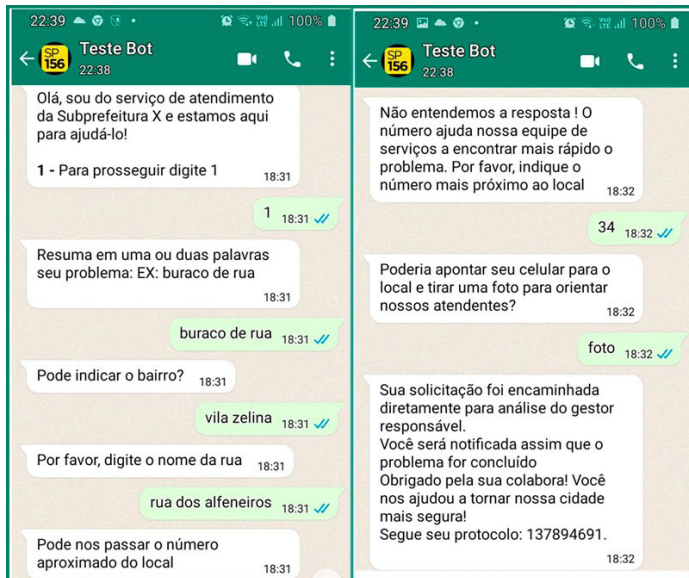 22:39
100%
SP
156
Teste Bot
22:38
Olá, sou do serviço de atendimento
da Subprefeitura X e estamos aqui
para ajudá-lo!
1 - Para prosseguir digite 1
18:31
1 18:31
Resuma em uma ou duas palavras
seu problema: EX: buraco de rua
18:31
buraco de rua 18:31
Pode indicar o bairro? 18:31
vila zelina 18:31
Por favor, digite o nome da rua 18:31
rua dos alfeneiros 18:31
Pode nos passar o número
aproximado do local 18:31
22:39
100%
SP
156
Teste Bot
22:38
Não entendemos a resposta ! O
número ajuda nossa equipe de
serviços a encontrar mais rápido o
problema. Por favor, indique o
número mais próximo ao local 18:32
34 18:32
Poderia apontar seu celular para o
local e tirar uma foto para orientar
nossos atendentes? 18:32
foto 18:32
Sua solicitação foi encaminhada
diretamente para análise do gestor
responsável.
Você será notificada assim que o
problema for concluído
Obrigado pela sua colabora! Você
nos ajudou a tornar nossa cidade
mais segura!
Segue seu protocolo: 137894691.
18:32